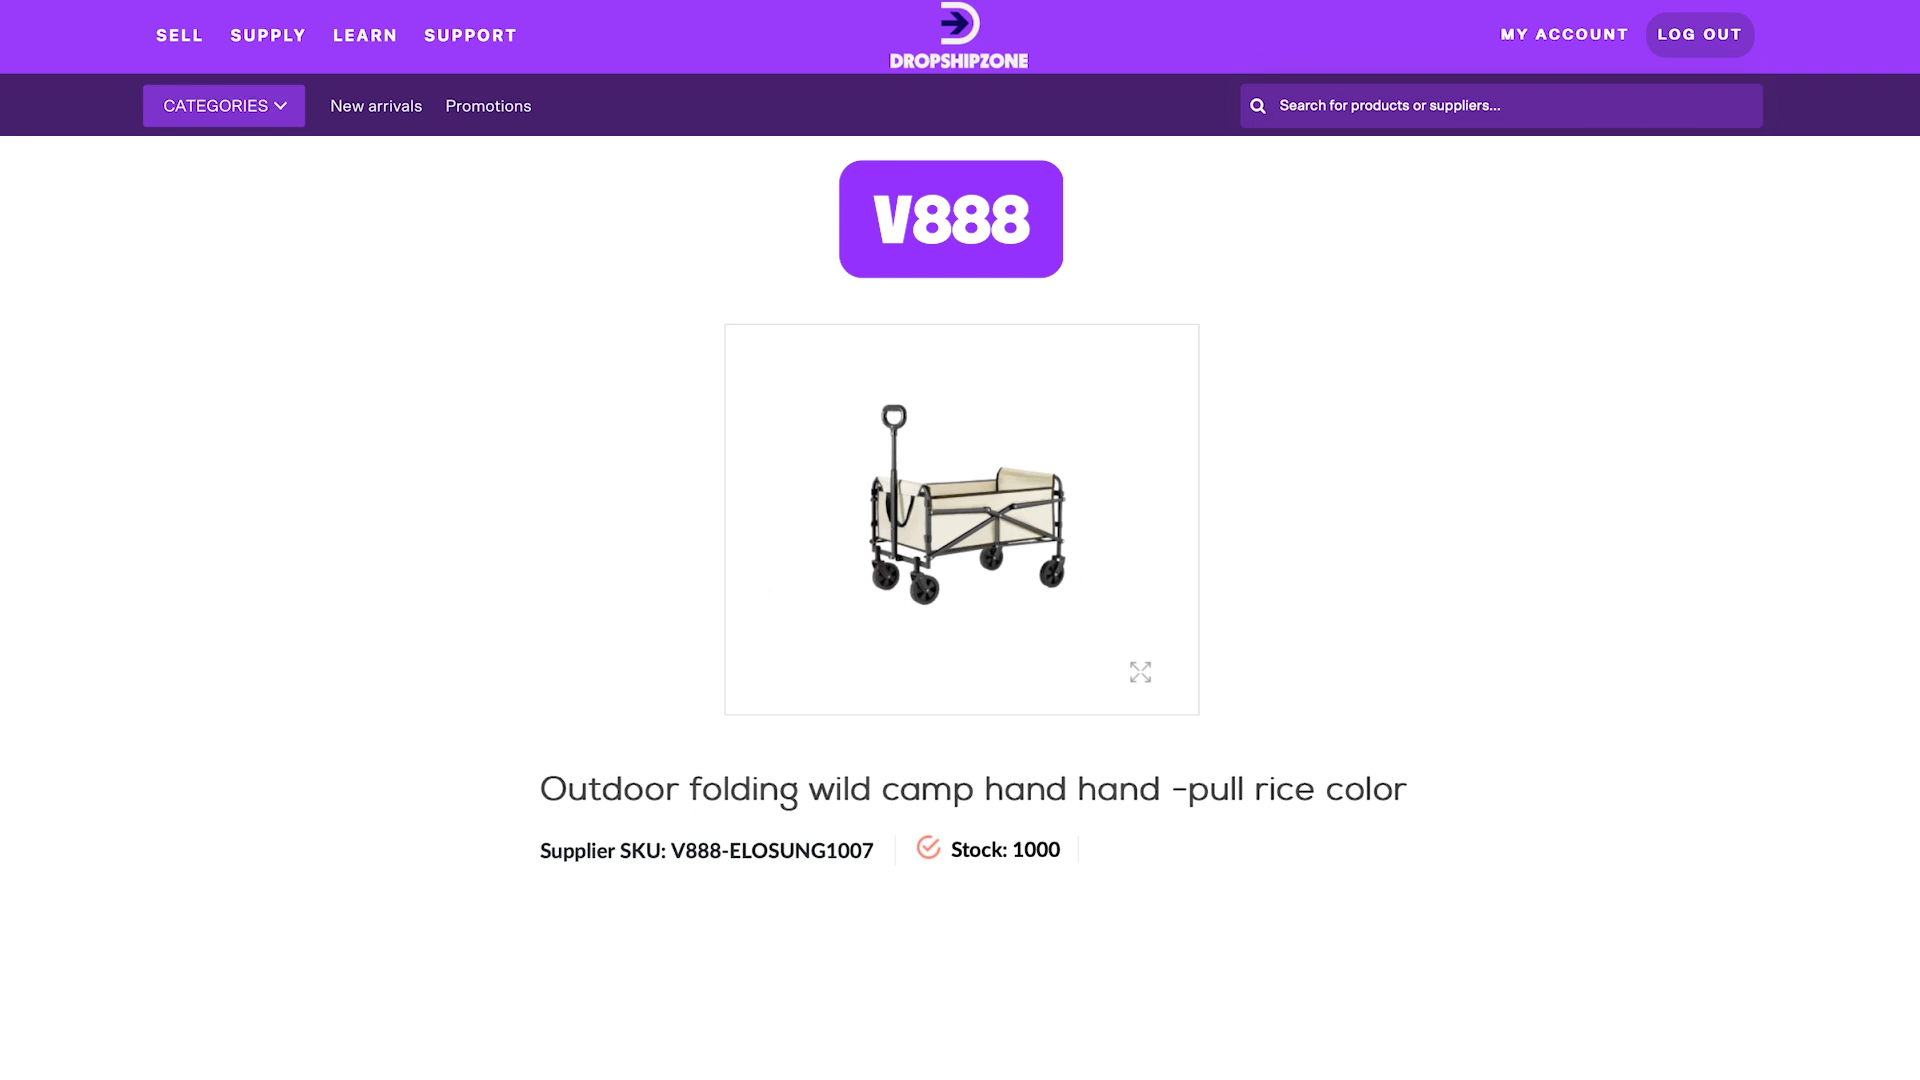 SELL SUPPLY LEARN SUPPORT
DROPSHIPZONE
MY ACCOUNT LOG OUT
CATEGORIES New arrivals Promotions
Search for products or suppliers...
V888
Outdoor folding wild camp hand hand -pull rice color
Supplier SKU: V888-ELOSUNG1007 Stock: 1000